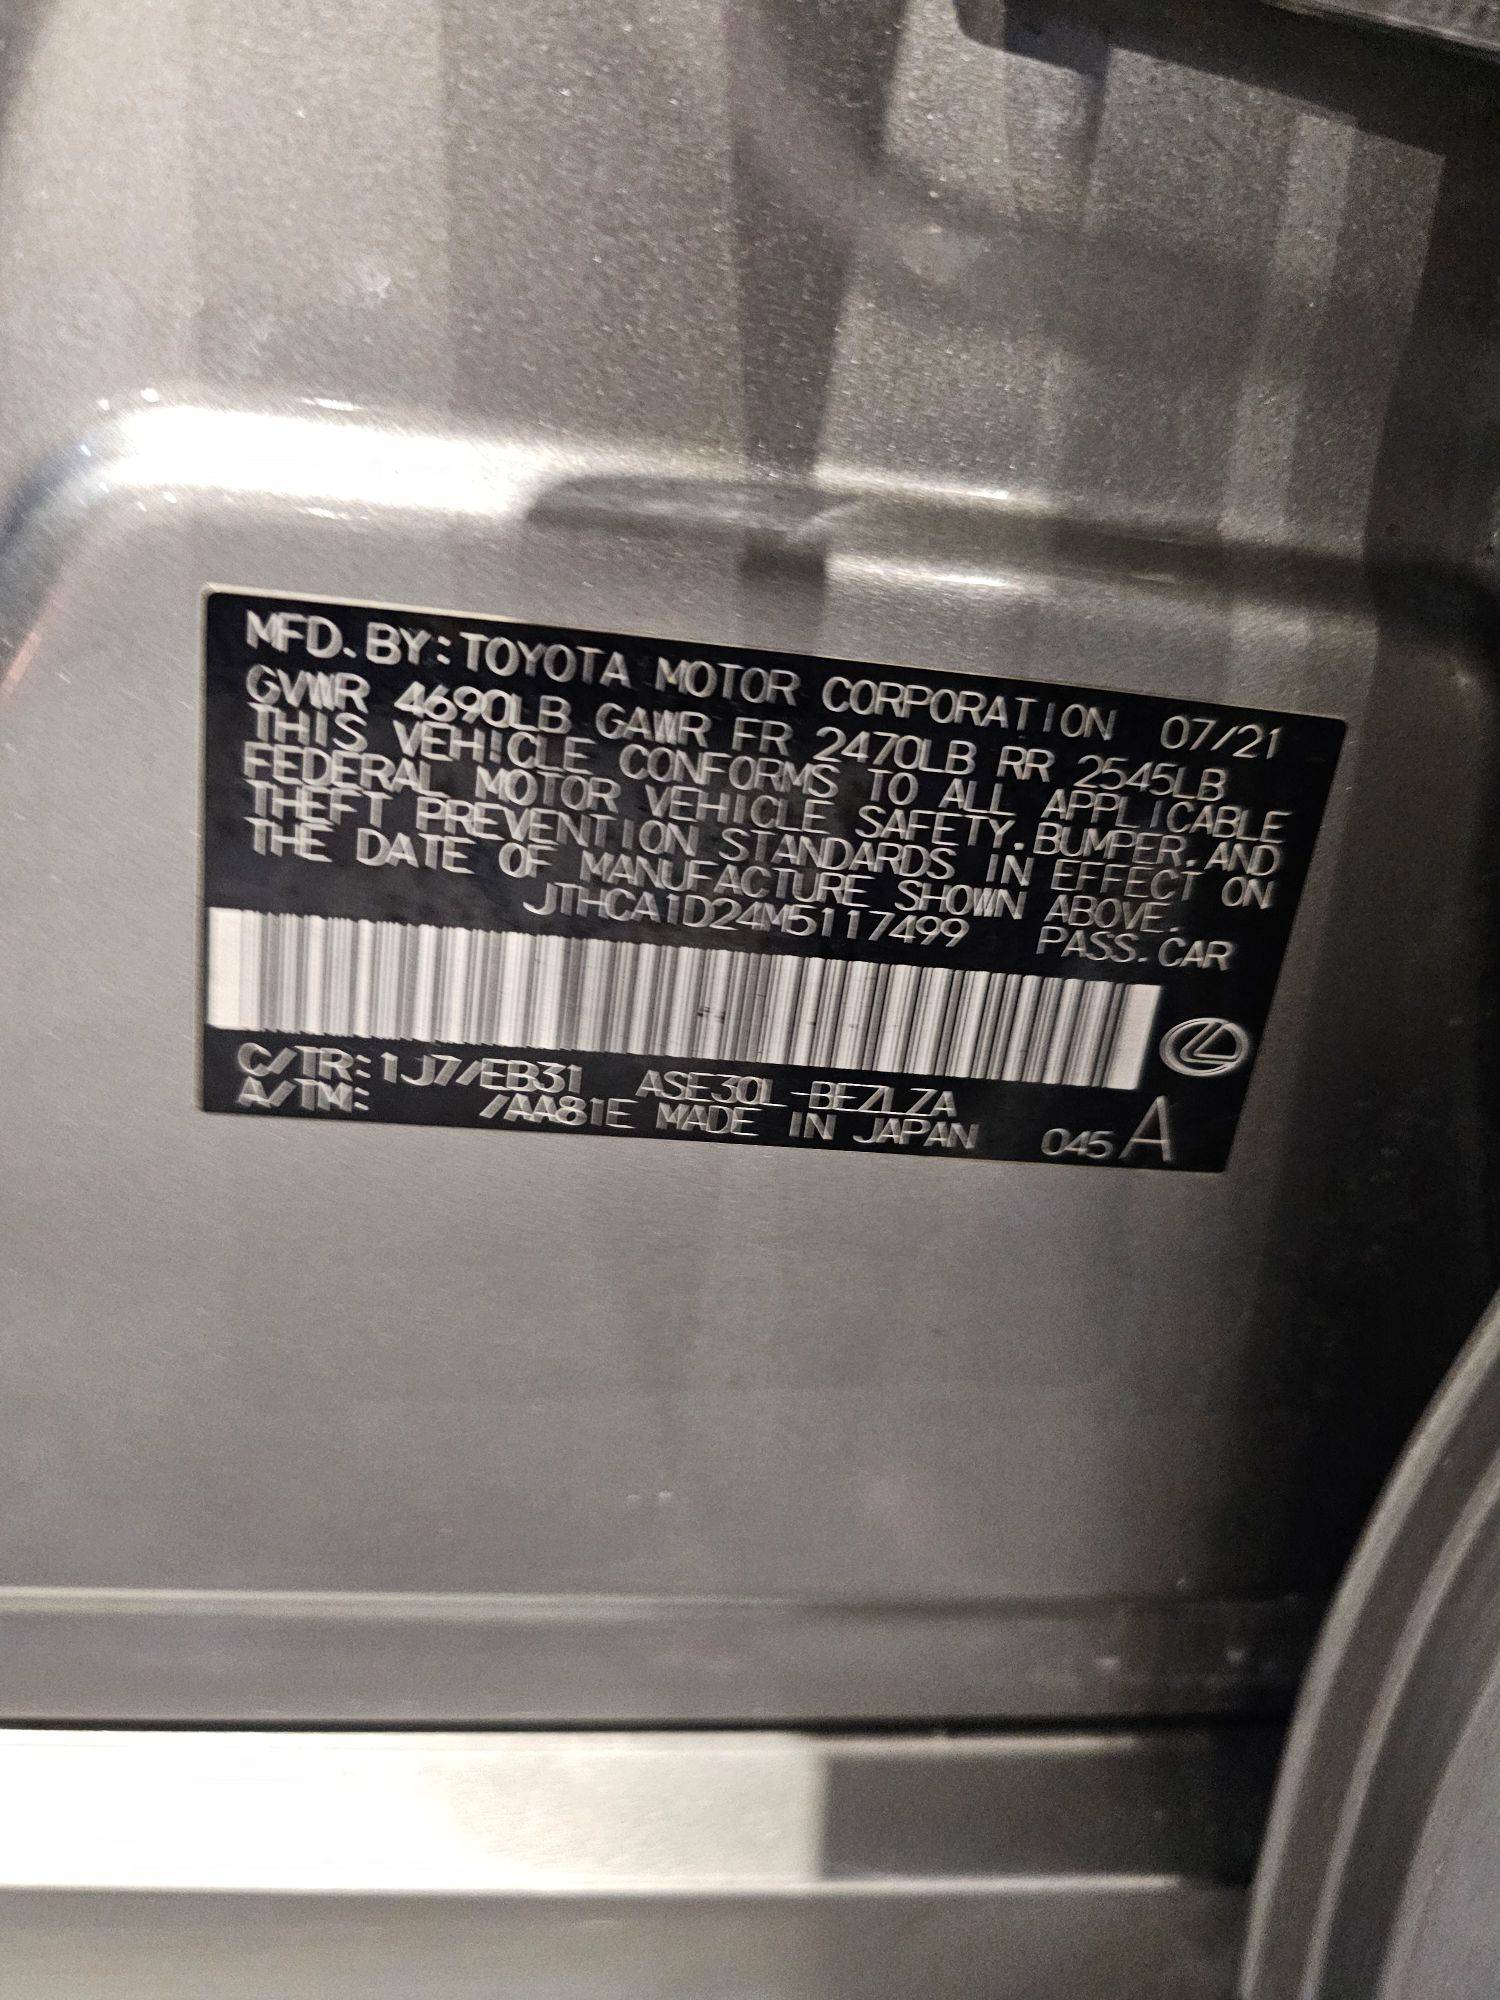 MFD. BY: TOYOTA MOTOR CORPORATION 07/21
GVWR 4690LB GAWR FR 2470LB RR 2545LB
THIS VEHICLE CONFORMS TO ALL APPLICABLE
FEDERAL MOTOR VEHICLE SAFETY. BUMPER. AND
THEFT PREVENTION STANDARDS IN EFFECT ON
THE DATE OF MANUFACTURE SHOWN ABOVE.
JTHCA1D24M5117499 PASS. CAR
C/TR: 1J7/EB31 ASE30L-BEZLZA
A/TM: /AA81E MADE IN JAPAN 045 A